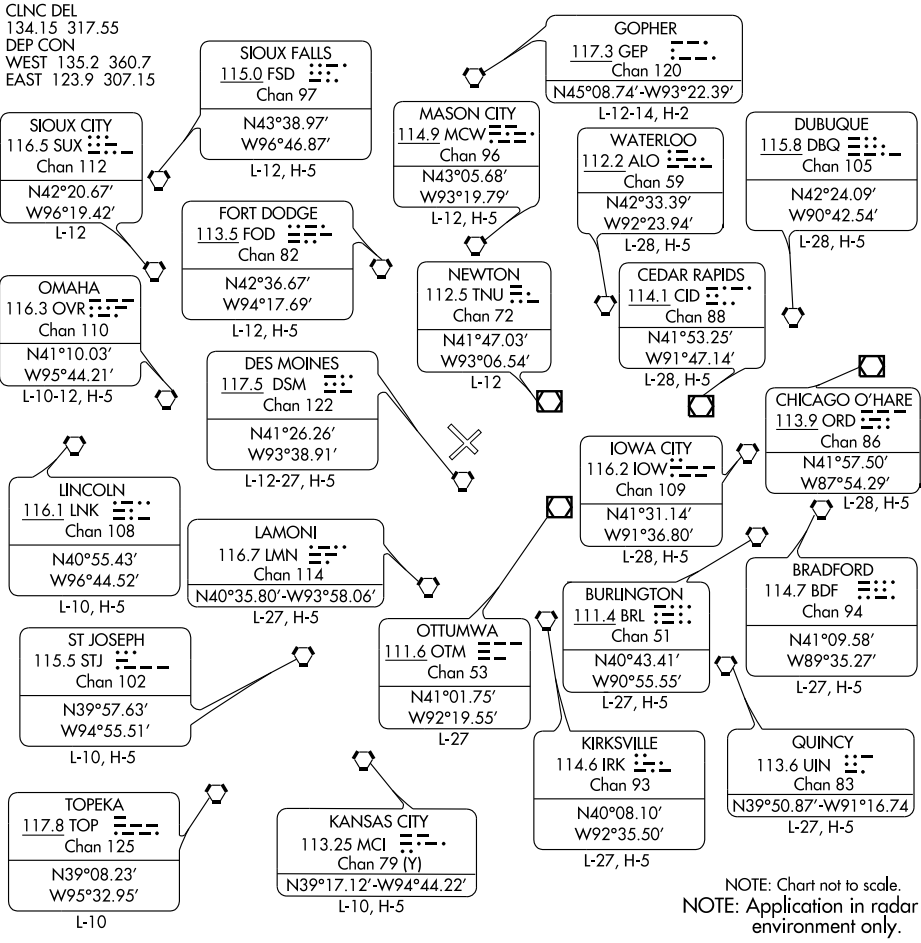 CLNC DEL
134.15 317.55
DEP CON
WEST 135.2 360.7
EAST 123.9 307.15
SIOUX FALLS
115.0 FSD
Chan 97
N43°38.97′
W96°46.87′
L-12, H-5
GOPHER
117.3 GEP
Chan 120
N45°08.74′-W93°22.39′
L-12-14, H-2
SIOUX CITY
116.5 SUX
Chan 112
N42°20.67′
W96°19.42′
L-12
MASON CITY
114.9 MCW
Chan 96
N43°05.68′
W93°19.79′
L-12, H-5
WATERLOO
112.2 ALO
Chan 59
N42°33.39′
W92°23.94′
L-28, H-5
DUBUQUE
115.8 DBQ
Chan 105
N42°24.09′
W90°42.54′
L-28, H-5
FORT DODGE
113.5 FOD
Chan 82
N42°36.67′
W94°17.69′
L-12, H-5
OMAHA
116.3 OVR
Chan 110
N41°10.03′
W95°44.21′
L-10-12, H-5
NEWTON
112.5 TNU
Chan 72
N41°47.03′
W93°06.54′
L-12
CEDAR RAPIDS
114.1 CID
Chan 88
N41°53.25′
W91°47.14′
L-28, H-5
DES MOINES
117.5 DSM
Chan 122
N41°26.26′
W93°38.91′
L-12-27, H-5
CHICAGO O'HARE
113.9 ORD
Chan 86
N41°57.50′
W87°54.29′
L-28, H-5
IOWA CITY
116.2 IOW
Chan 109
N41°31.14′
W91°36.80′
L-28, H-5
LINCOLN
116.1 LNK
Chan 108
N40°55.43′
W96°44.52′
L-10, H-5
LAMONI
116.7 LMN
Chan 114
N40°35.80′-W93°58.06′
L-27, H-5
BRADFORD
114.7 BDF
Chan 94
N41°09.58′
W89°35.27′
L-27, H-5
BURLINGTON
111.4 BRL
Chan 51
N40°43.41′
W90°55.55′
L-27, H-5
OTTUMWA
111.6 OTM
Chan 53
N41°01.75′
W92°19.55′
L-27
ST JOSEPH
115.5 STJ
Chan 102
N39°57.63′
W94°55.51′
L-10, H-5
KIRKSVILLE
114.6 IRK
Chan 93
N40°08.10′
W92°35.50′
L-27, H-5
QUINCY
113.6 UIN
Chan 83
N39°50.87′-W91°16.74
L-27, H-5
TOPEKA
117.8 TOP
Chan 125
N39°08.23′
W95°32.95′
L-10
KANSAS CITY
113.25 MCI
Chan 79 (Y)
N39°17.12′-W94°44.22′
L-10, H-5
NOTE: Chart not to scale.
NOTE: Application in radar
environment only.